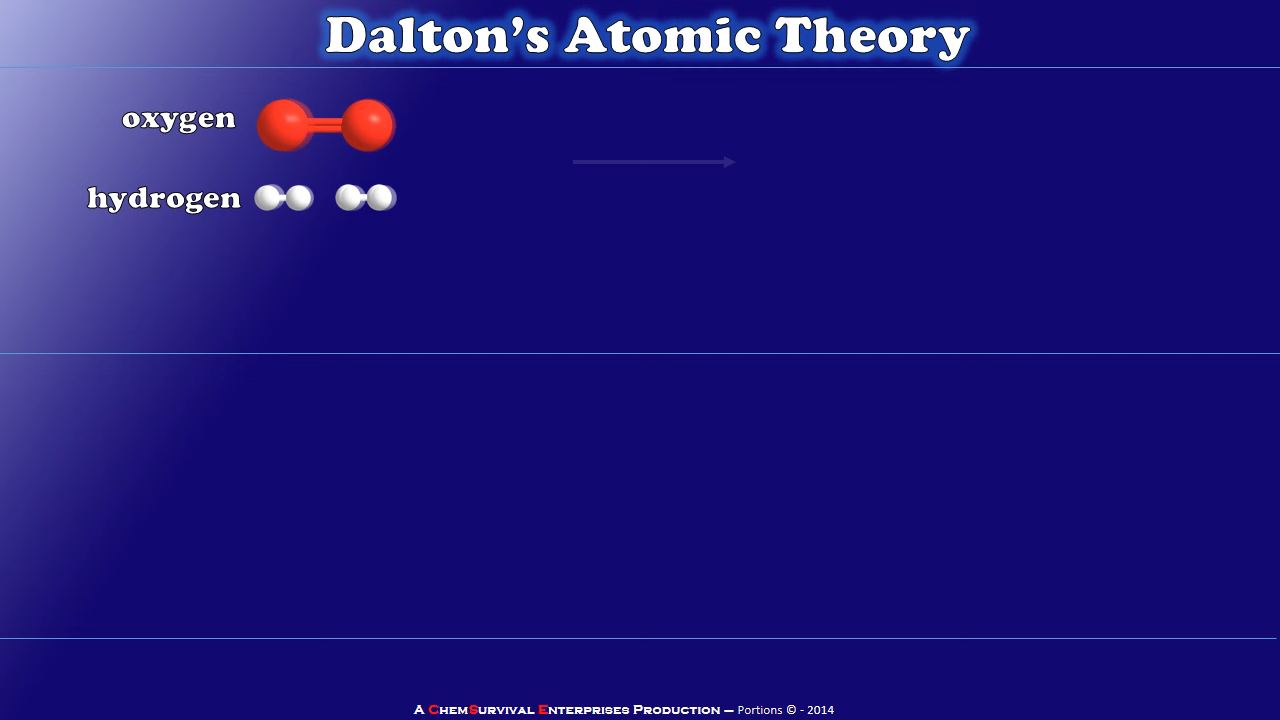 Dalton's Atomic Theory
oxygen
hydrogen
A ChemSurvival Enterprises Production – Portions © - 2014